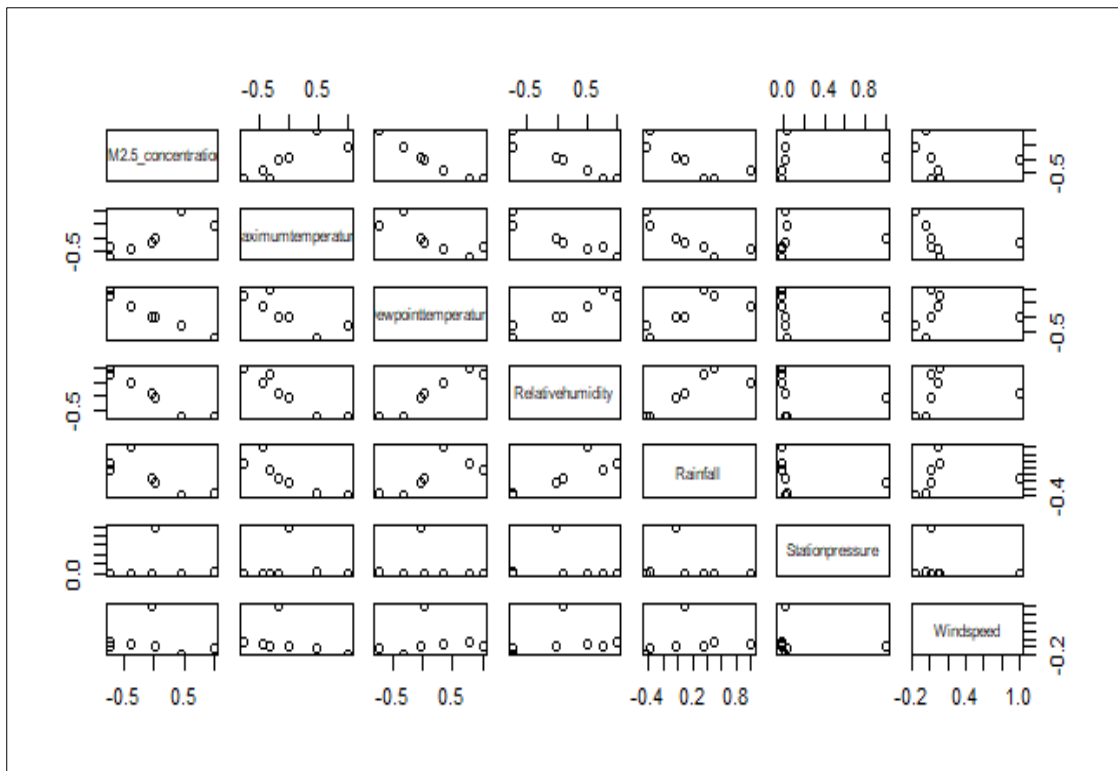 -0.5 0.5 -0.5 0.5 0.0 0.4 0.8
M2.5_concentratio -0.5
-0.5 aximumtemperatur
ewpointtemperatur -0.5
-0.5 Relativehumidity
Rainfall -0.4
0.0 Stationpressure
Windspeed -0.2
-0.5 0.5 -0.5 0.5 -0.4 0.2 0.8 -0.2 0.4 1.0